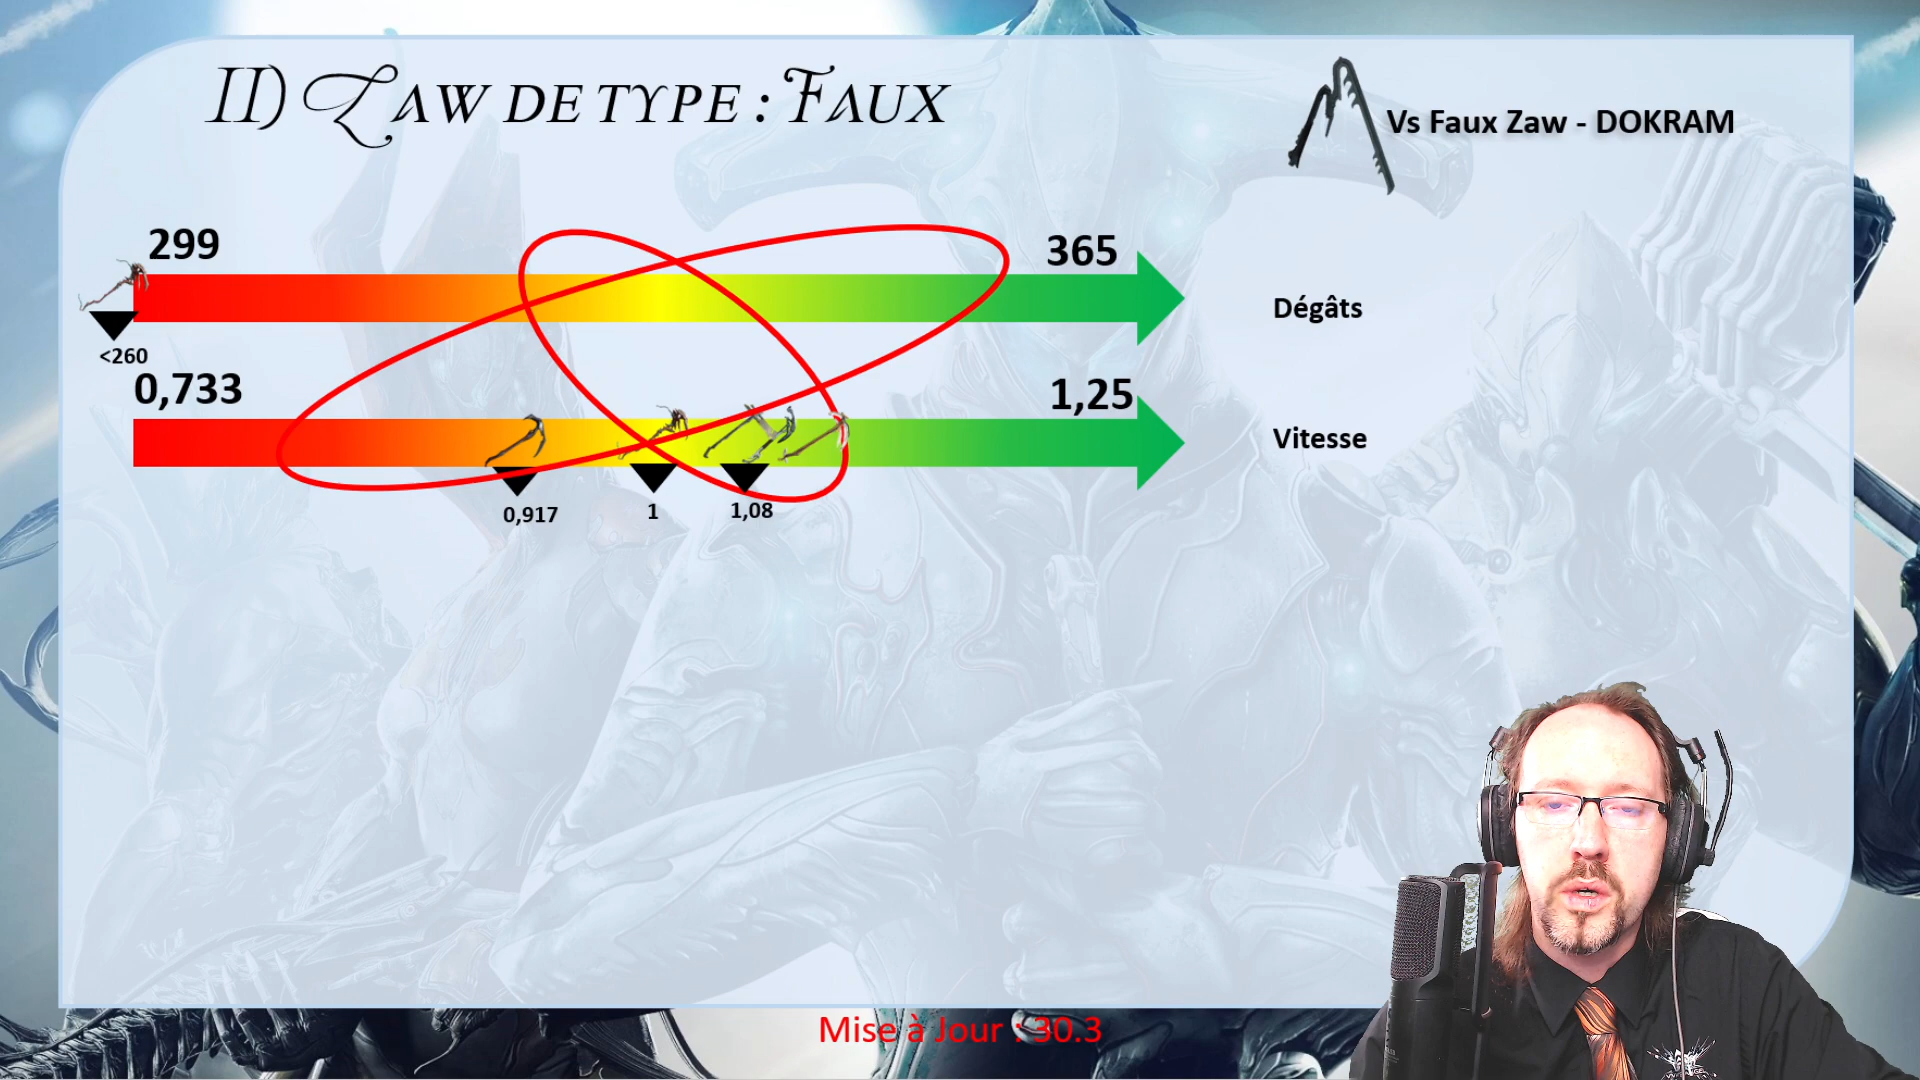 II) ZAW DE TYPE : FAUX
Vs Faux Zaw - DOKRAM
299
365
Dégâts
<260
0,733
1,25
Vitesse
0,917
1
1,08
Mise à Jour : 30.3